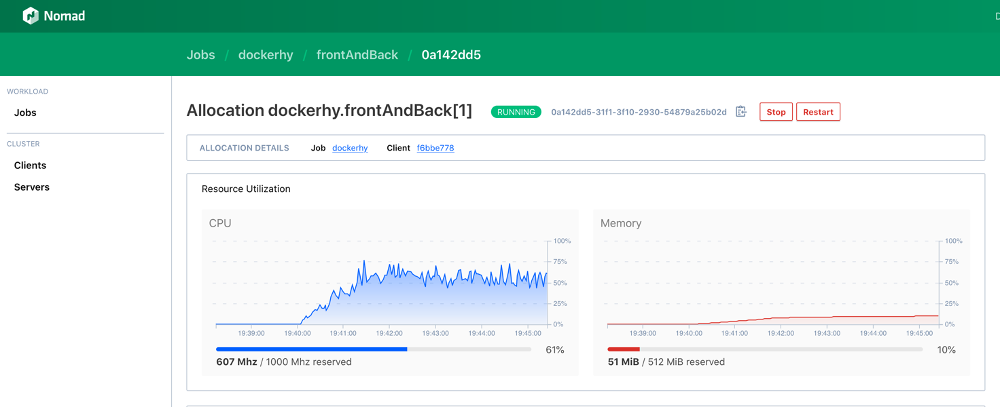 Nomad
Jobs / dockerhy / frontAndBack / 0a142dd5
WORKLOAD
Jobs
CLUSTER
Clients
Servers
Allocation dockerhy.frontAndBack[1] RUNNING 0a142dd5-31f1-3f10-2930-54879a25b02d Stop Restart
ALLOCATION DETAILS Job dockerhy Client f6bbe778
Resource Utilization
CPU
100%
75%
50%
25%
0%
19:39:00 19:40:00 19:41:00 19:42:00 19:43:00 19:44:00 19:45:00
61%
607 Mhz / 1000 Mhz reserved
Memory
100%
75%
50%
25%
0%
19:39:00 19:40:00 19:41:00 19:42:00 19:43:00 19:44:00 19:45:00
10%
51 MiB / 512 MiB reserved